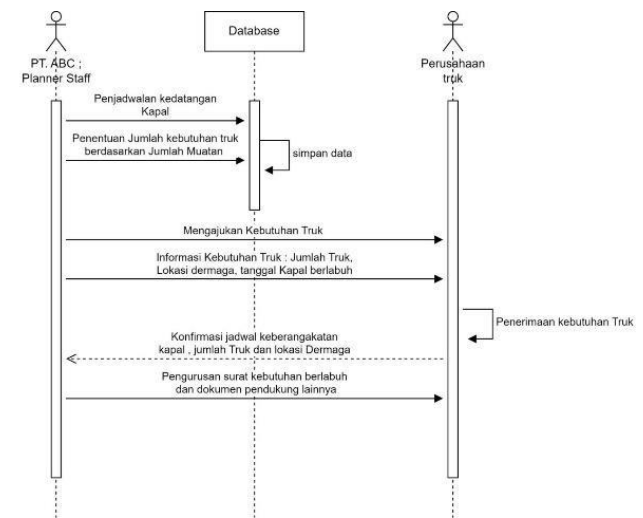 Database
PT. ABC ;
Planner Staff
Perusahaan
truk
Penjadwalan kedatangan
Kapal
Penentuan Jumlah kebutuhan truk
berdasarkan Jumlah Muatan
simpan data
Mengajukan Kebutuhan Truk
Informasi Kebutuhan Truk : Jumlah Truk,
Lokasi dermaga, tanggal Kapal berlabuh
Penerimaan kebutuhan Truk
Konfirmasi jadwal keberangakatan
kapal , jumlah Truk dan lokasi Dermaga
Pengurusan surat kebutuhan berlabuh
dan dokumen pendukung lainnya